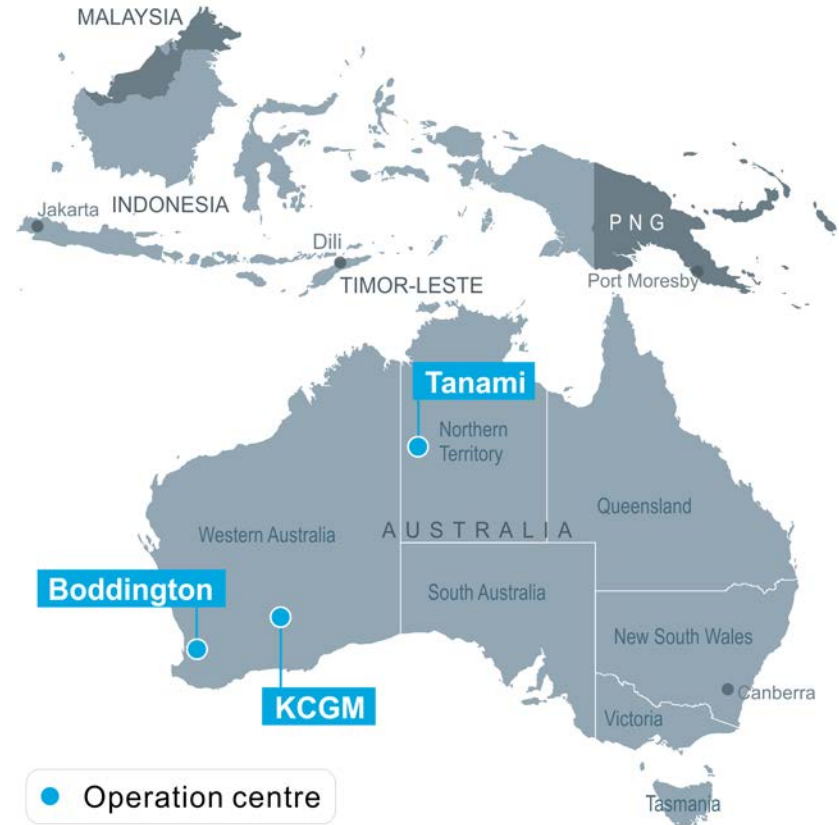 MALAYSIA
Jakarta
INDONESIA
Dili
TIMOR-LESTE
PNG
Port Moresby
Tanami
Northern
Territory
Queensland
Western Australia
AUSTRALIA
Boddington
South Australia
New South Wales
KCGM
Canberra
Victoria
Operation centre
Tasmania